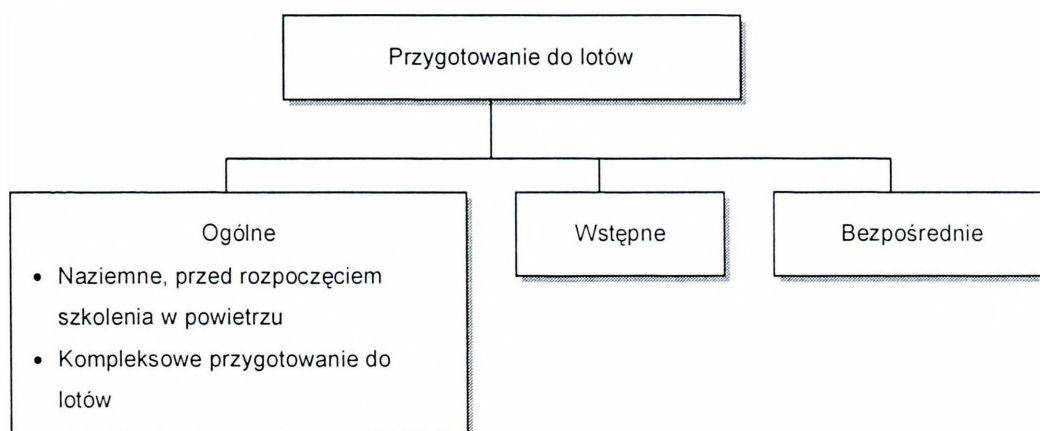 Przygotowanie do lotów
Ogólne
• Naziemne, przed rozpoczęciem
szkolenia w powietrzu
• Kompleksowe przygotowanie do
lotów
Wstępne
Bezpośrednie